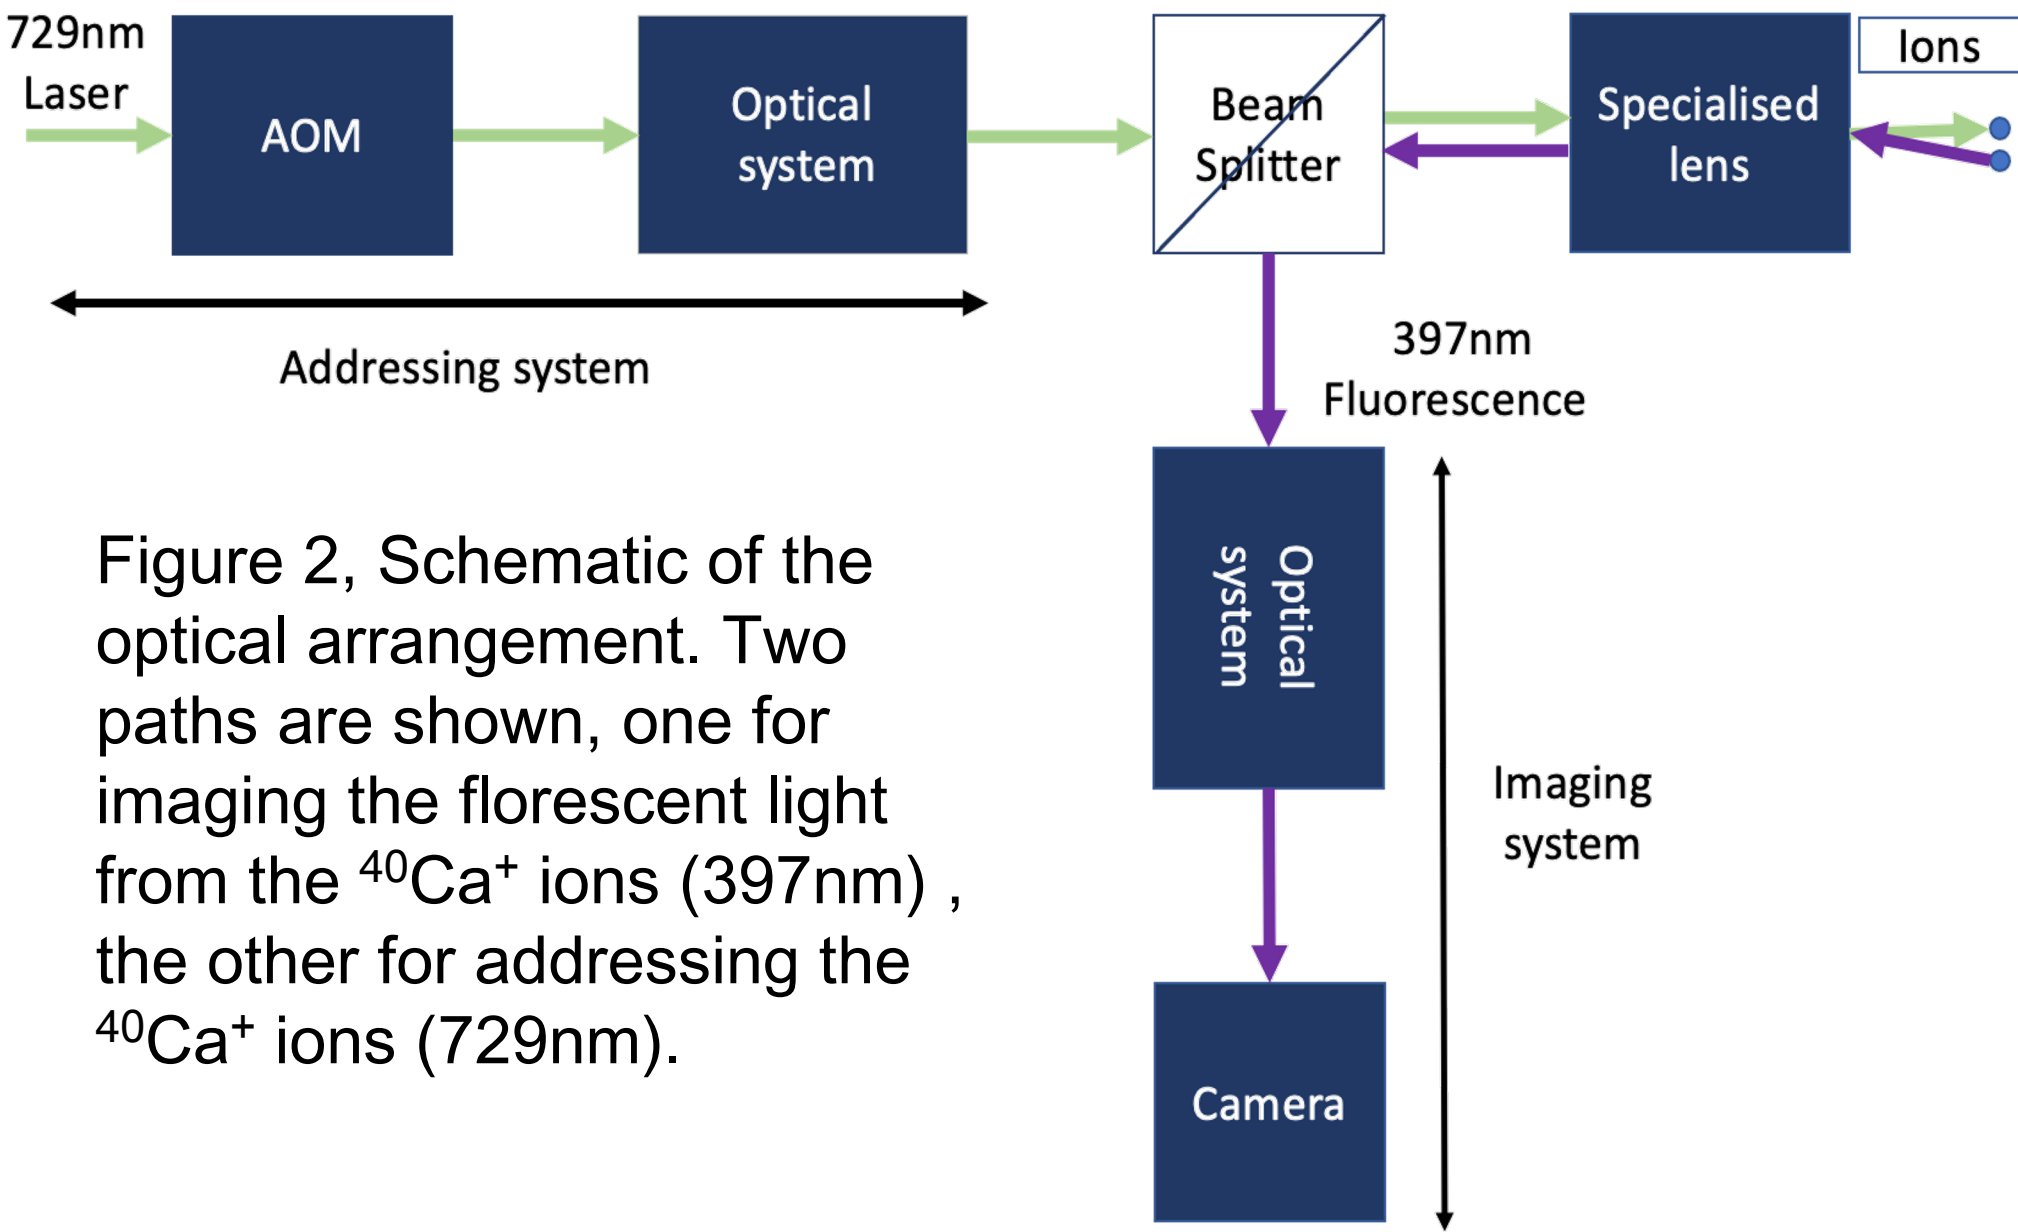 729nm
Laser
AOM
Optical
system
Beam
Splitter
Specialised
lens
Ions
Addressing system
397nm
Fluorescence
Optical
system
Imaging
system
Camera
Figure 2, Schematic of the
optical arrangement. Two
paths are shown, one for
imaging the florescent light
from the ⁴⁰Ca⁺ ions (397nm) ,
the other for addressing the
⁴⁰Ca⁺ ions (729nm).